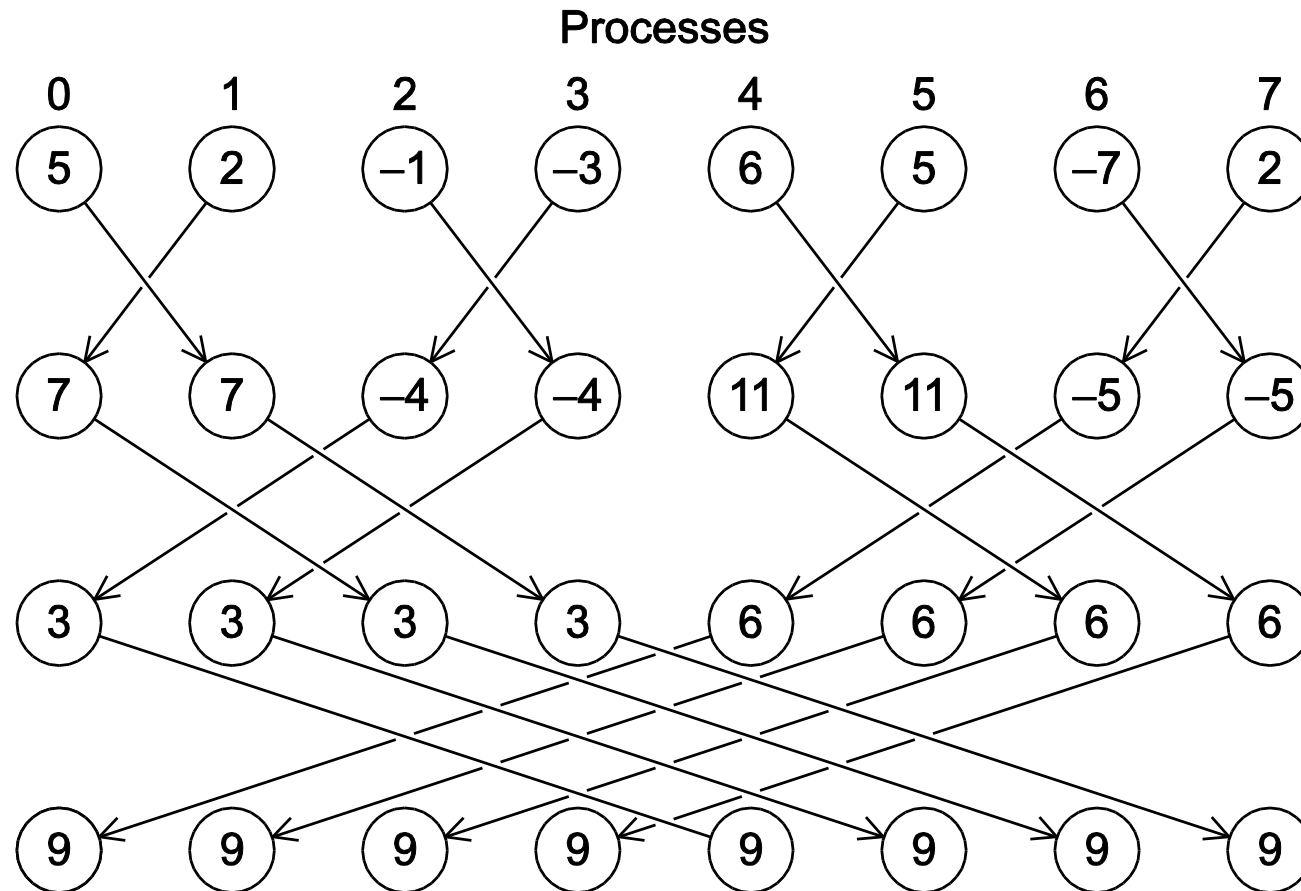 Processes
0 1 2 3 4 5 6 7
5 2 –1 –3 6 5 –7 2
7 7 –4 –4 11 11 –5 –5
3 3 3 3 6 6 6 6
9 9 9 9 9 9 9 9